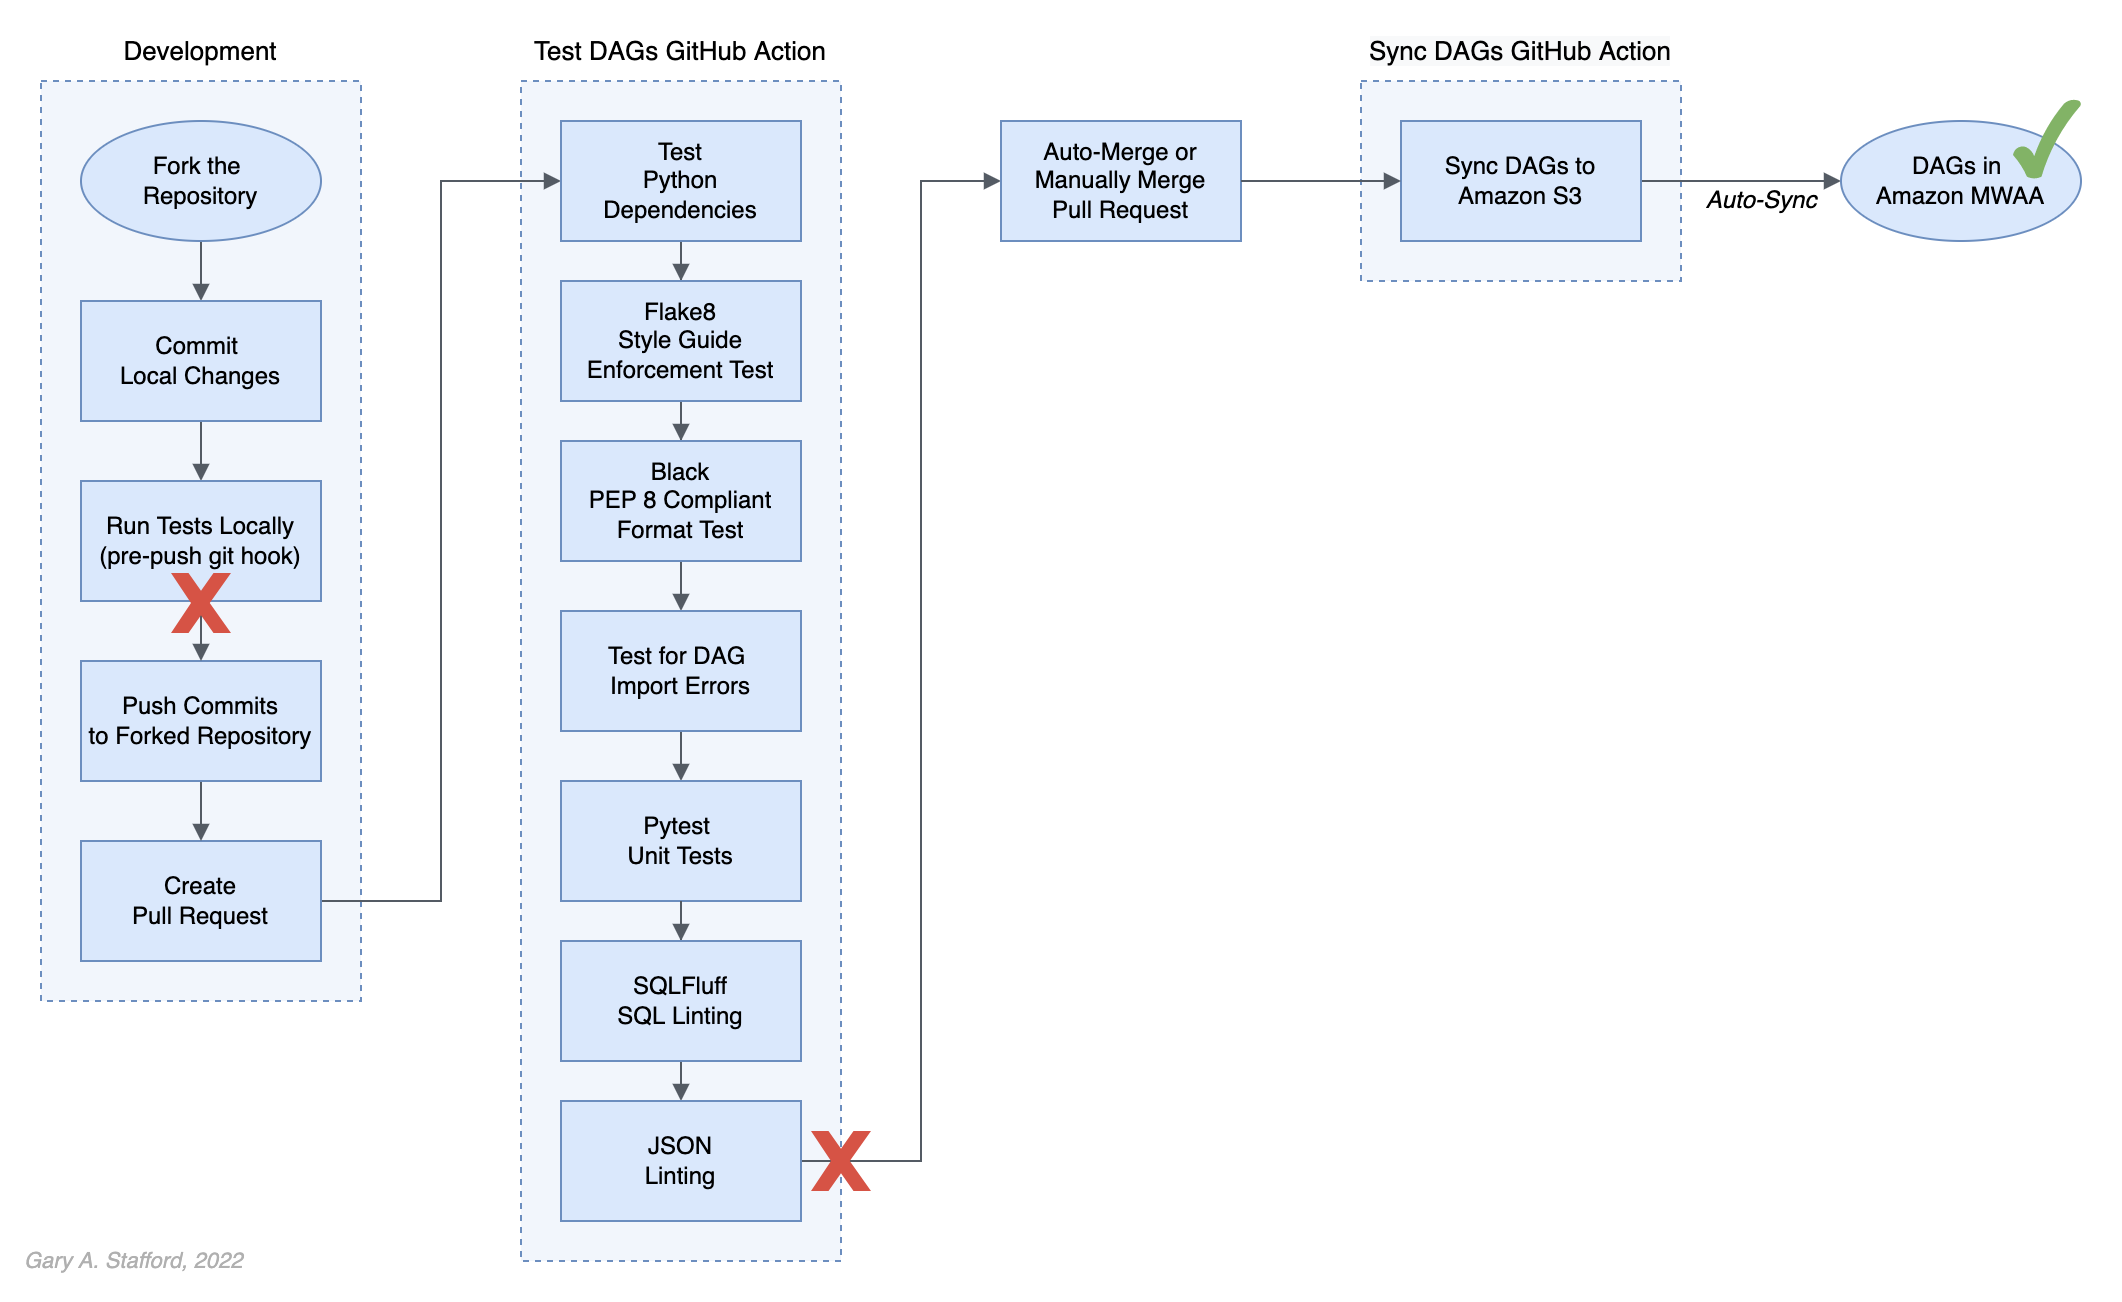 Development
Fork the
Repository
Commit
Local Changes
Run Tests Locally
(pre-push git hook)
Push Commits
to Forked Repository
Create
Pull Request
Test DAGs GitHub Action
Test
Python
Dependencies
Flake8
Style Guide
Enforcement Test
Black
PEP 8 Compliant
Format Test
Test for DAG
Import Errors
Pytest
Unit Tests
SQLFluff
SQL Linting
JSON
Linting
Auto-Merge or
Manually Merge
Pull Request
Sync DAGs GitHub Action
Sync DAGs to
Amazon S3
Auto-Sync
DAGs in
Amazon MWAA
Gary A. Stafford, 2022